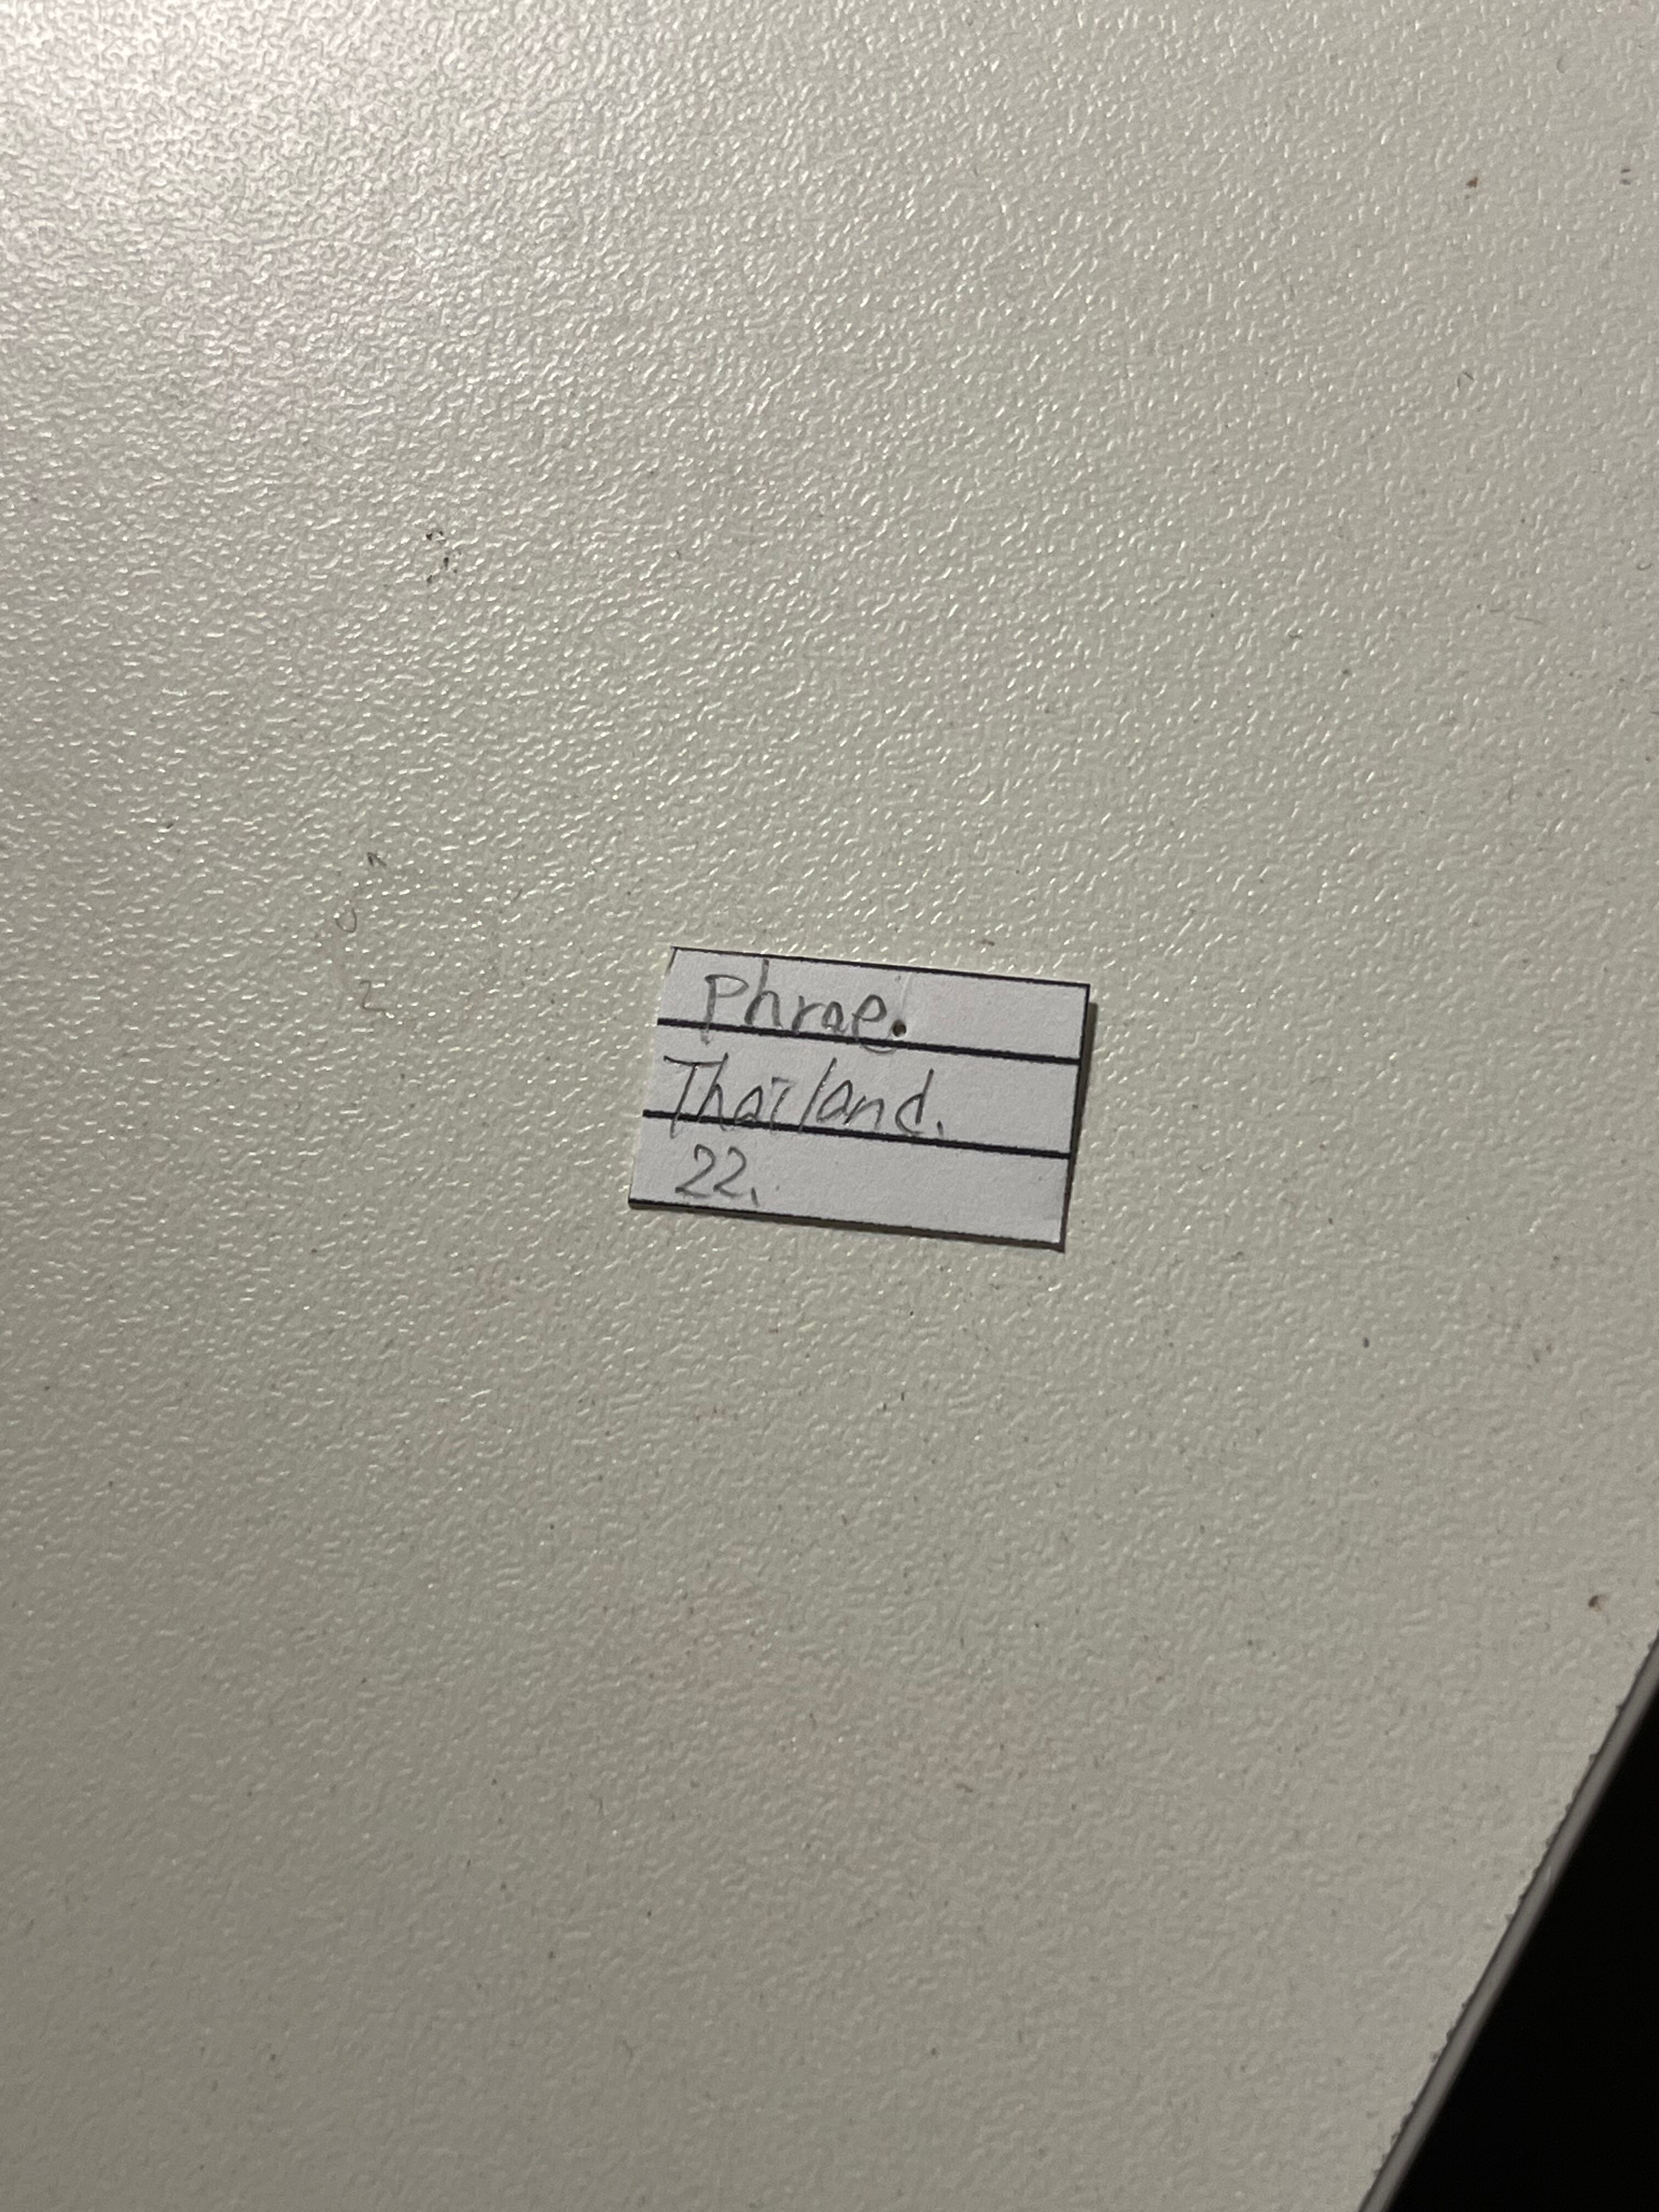 Phrae.
Thailand.
22.